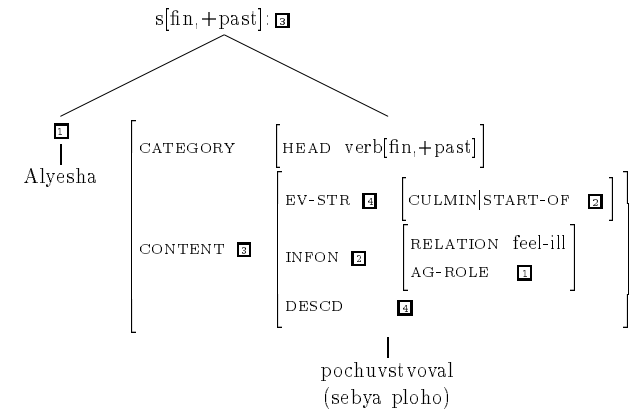 s[fin,+past]: 3
1
Alyesha
CATEGORY [HEAD verb[fin,+past]]
EV-STR 4 [CULMIN|START-OF 2]
CONTENT 3
INFON 2
RELATION feel-ill
AG-ROLE 1
DESCD 4
pochuvstvoval
(sebya ploho)